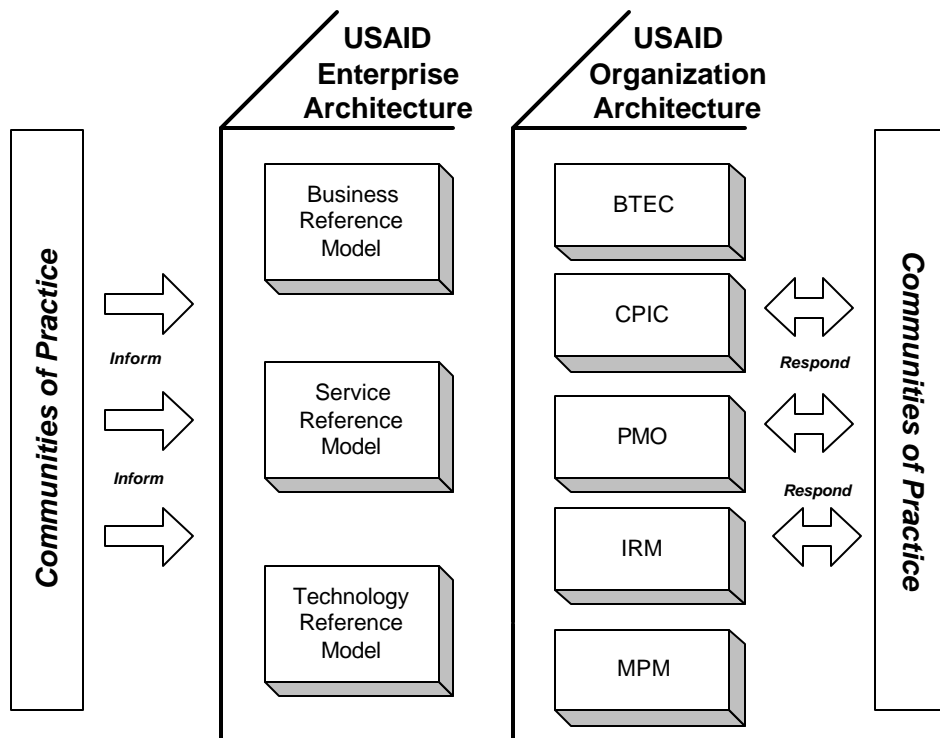 USAID
Enterprise
Architecture
USAID
Organization
Architecture
Communities of Practice
Inform
Inform
Business
Reference
Model
Service
Reference
Model
Technology
Reference
Model
BTEC
CPIC
PMO
IRM
MPM
Respond
Respond
Communities of Practice